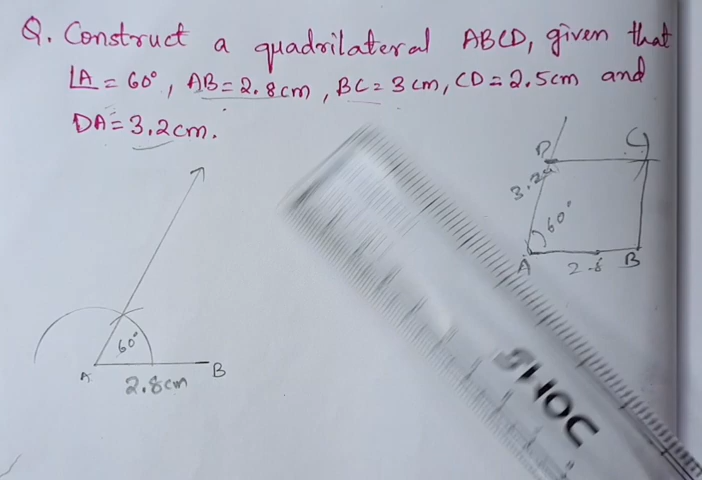 Q. Construct a quadrilateral ABCD, given that
∠A = 60°, AB = 2.8cm, BC = 3cm, CD = 2.5cm and
DA = 3.2cm.
D C
3.2
60°
A 2.8 B
60°
A B
2.8cm